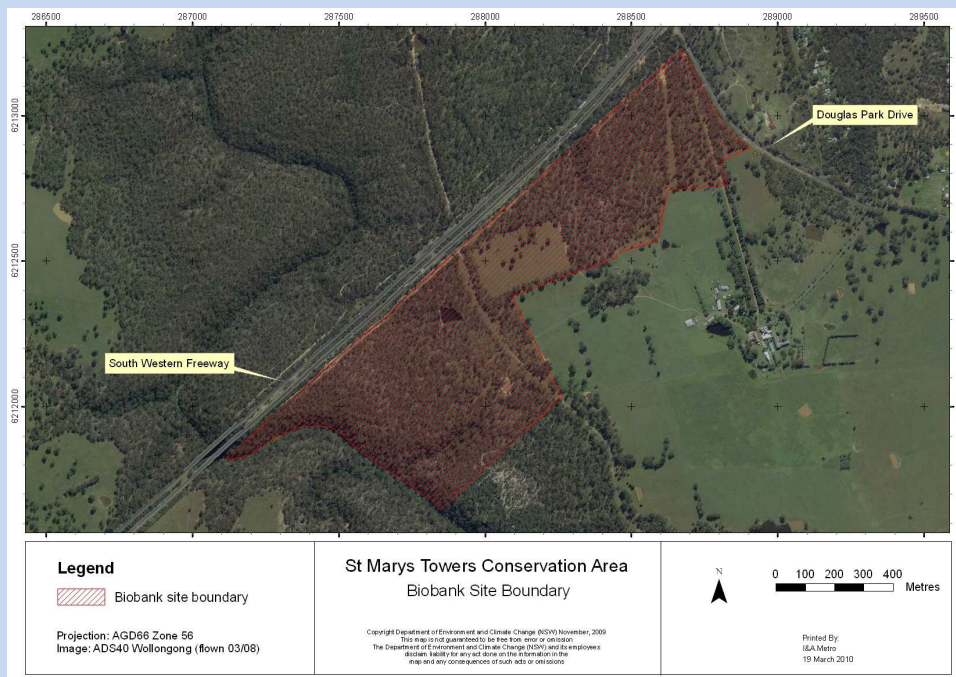 286500 287000 287500 288000 288500 289000 289500
6213000
6212500
6212000
Douglas Park Drive
South Western Freeway
Legend
Biobank site boundary
Projection: AGD66 Zone 56
Image: ADS40 Wollongong (flown 03/08)
St Marys Towers Conservation Area
Biobank Site Boundary
Copyright Department of Environment and Climate Change (NSW) November, 2009
This map is not guaranteed to be free from error or omission
The Department of Environment and Climate Change (NSW) and its employees
disclaim liability for any act done on the information in the
map and any consequences of such acts or omissions
N
0 100 200 300 400
Metres
Printed By:
I&A Metro
19 March 2010